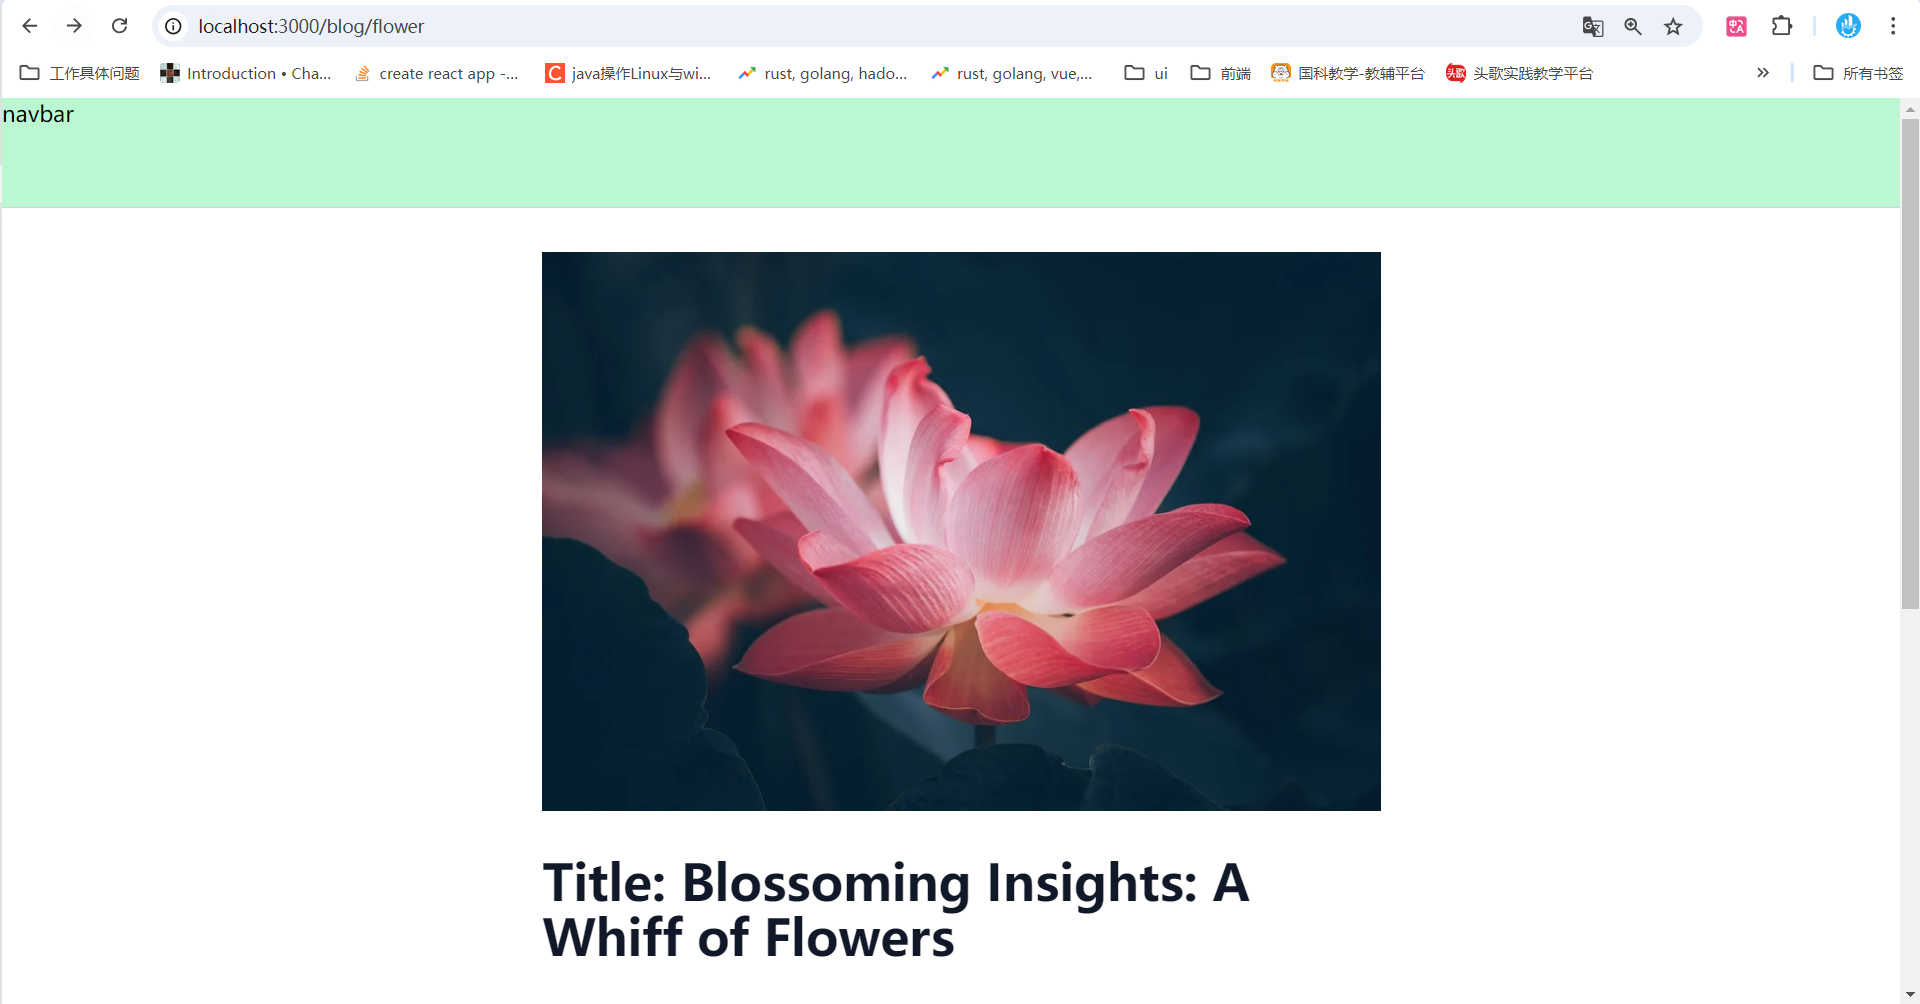 localhost:3000/blog/flower
工作具体问题 Introduction • Cha... create react app -... java操作Linux与wi... rust, golang, hado... rust, golang, vue,... ui 前端 国科教学-教辅平台 头歌 头歌实践教学平台 所有书签
navbar
Title: Blossoming Insights: A
Whiff of Flowers